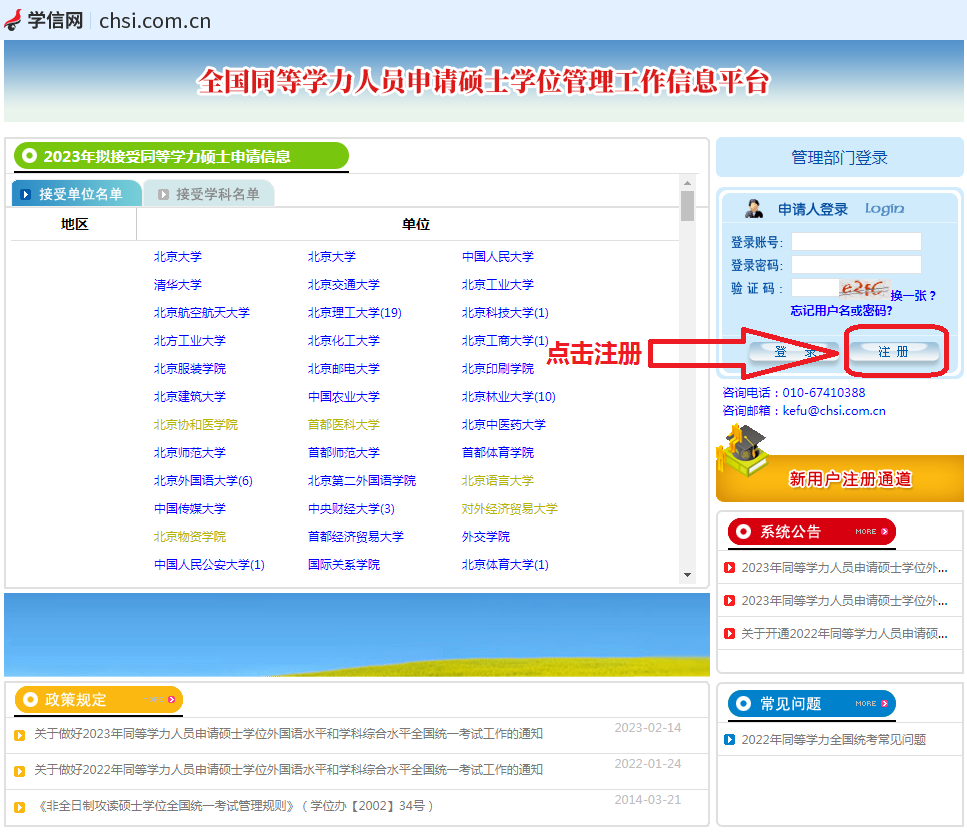 学信网 chsi.com.cn
全国同等学力人员申请硕士学位管理工作信息平台
2023年拟接受同等学力硕士申请信息
接受单位名单 接受学科名单
地区 单位
北京大学 北京大学 中国人民大学
清华大学 北京交通大学 北京工业大学
北京航空航天大学 北京理工大学(19) 北京科技大学(1)
北方工业大学 北京化工大学 北京工商大学(1)
北京服装学院 北京邮电大学 北京印刷学院
北京建筑大学 中国农业大学 北京林业大学(10)
北京协和医学院 首都医科大学 北京中医药大学
北京师范大学 首都师范大学 首都体育学院
北京外国语大学(6) 北京第二外国语学院 北京语言大学
中国传媒大学 中央财经大学(3) 对外经济贸易大学
北京物资学院 首都经济贸易大学 外交学院
中国人民公安大学(1) 国际关系学院 北京体育大学(1)
管理部门登录
申请人登录 Login
登录账号:
登录密码:
验证码: e2fc 换一张？
忘记用户名或密码?
点击注册
登 录 注 册
咨询电话：010-67410388
咨询邮箱：kefu@chsi.com.cn
新用户注册通道
系统公告 MORE
2023年同等学力人员申请硕士学位外...
2023年同等学力人员申请硕士学位外...
关于开通2022年同等学力人员申请硕...
政策规定
关于做好2023年同等学力人员申请硕士学位外国语水平和学科综合水平全国统一考试工作的通知 2023-02-14
关于做好2022年同等学力人员申请硕士学位外国语水平和学科综合水平全国统一考试工作的通知 2022-01-24
《非全日制攻读硕士学位全国统一考试管理规则》（学位办【2002】34号） 2014-03-21
常见问题 MORE
2022年同等学力全国统考常见问题